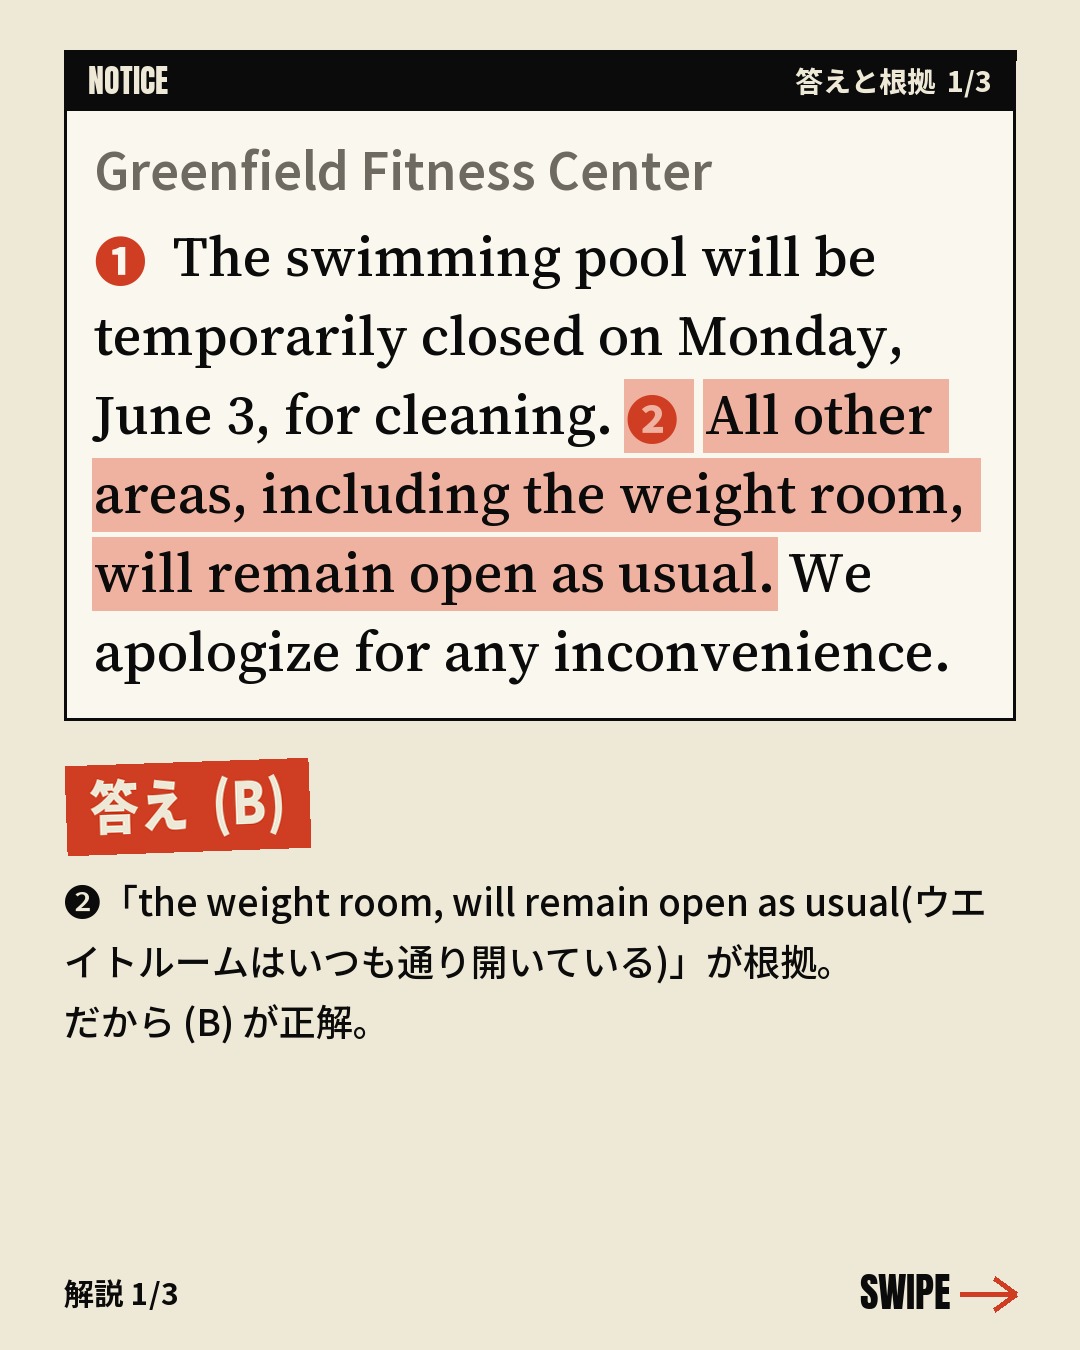 NOTICE
答えと根拠 1/3
Greenfield Fitness Center
❶ The swimming pool will be
temporarily closed on Monday,
June 3, for cleaning. ❷ All other
areas, including the weight room,
will remain open as usual. We
apologize for any inconvenience.
答え (B)
❷「the weight room, will remain open as usual(ウエ
イトルームはいつも通り開いている)」が根拠。
だから (B) が正解。
解説 1/3
SWIPE